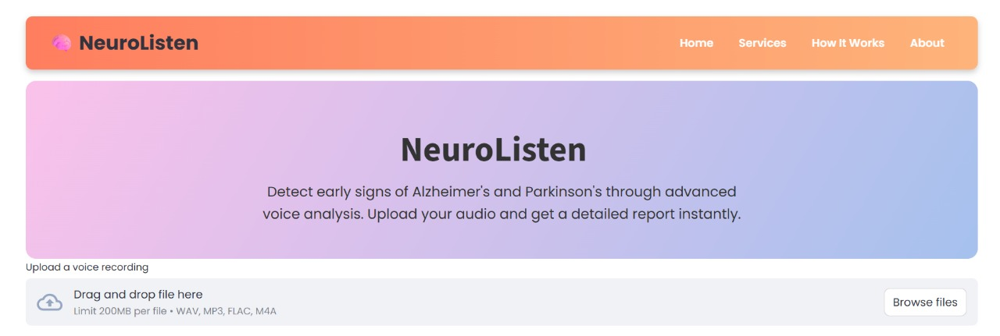 NeuroListen
Home Services How It Works About
NeuroListen
Detect early signs of Alzheimer's and Parkinson's through advanced
voice analysis. Upload your audio and get a detailed report instantly.
Upload a voice recording
Drag and drop file here
Limit 200MB per file • WAV, MP3, FLAC, M4A
Browse files